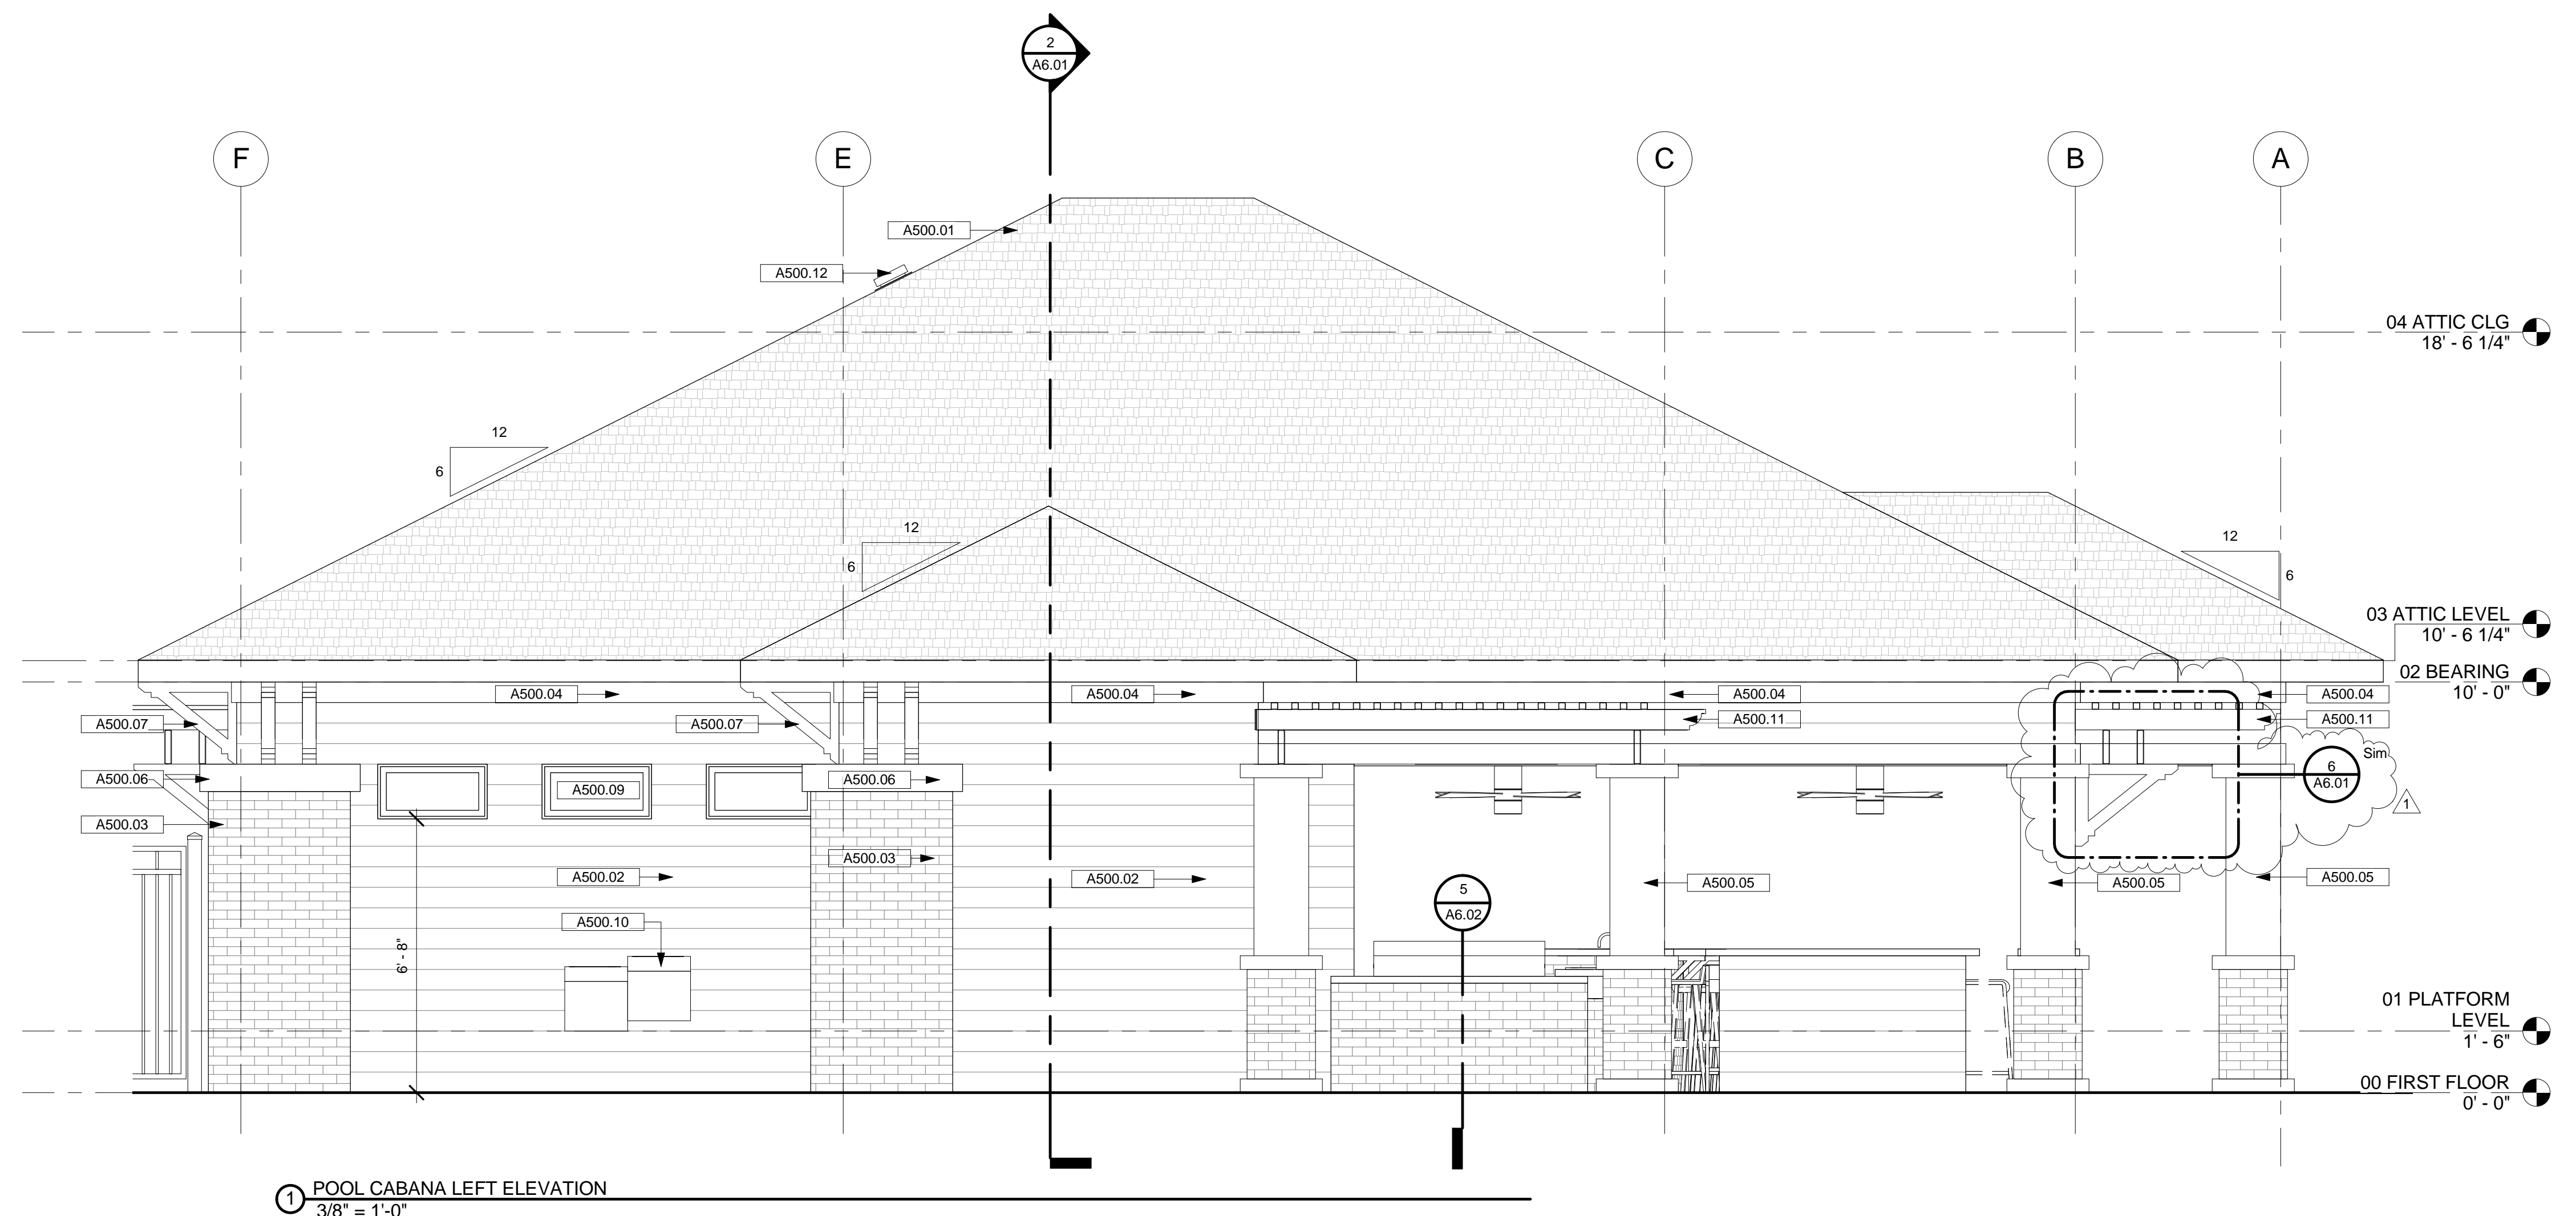 2
A6.01
F
E
C
B
A
A500.01
A500.12
04 ATTIC CLG
18' - 6 1/4"
12
6
12
6
12
6
03 ATTIC LEVEL
10' - 6 1/4"
02 BEARING
10' - 0"
A500.04
A500.04
A500.04
A500.04
A500.07
A500.07
A500.11
A500.11
Sim
6
A6.01
1
A500.06
A500.06
A500.09
A500.03
A500.03
A500.02
A500.02
A500.05
A500.05
A500.05
5
A6.02
A500.10
6' - 8"
01 PLATFORM
LEVEL
1' - 6"
00 FIRST FLOOR
0' - 0"
1
POOL CABANA LEFT ELEVATION
3/8" = 1'-0"